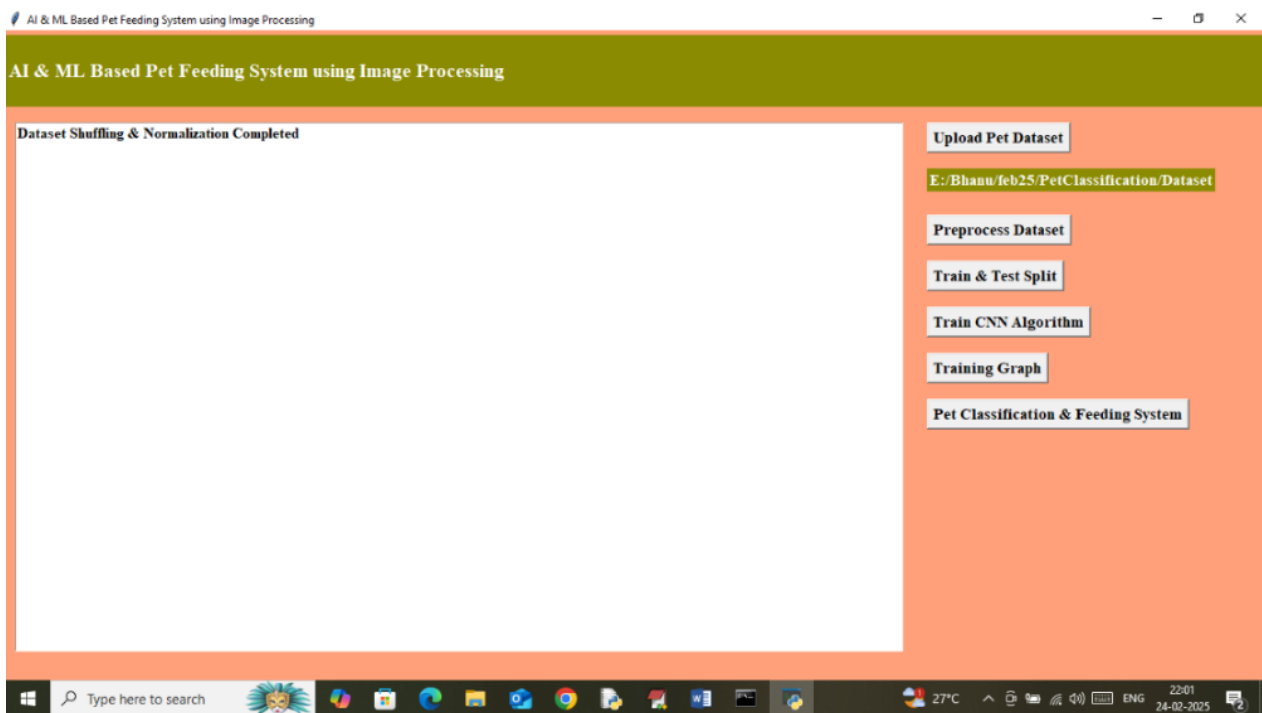 AI & ML Based Pet Feeding System using Image Processing
AI & ML Based Pet Feeding System using Image Processing
Dataset Shuffling & Normalization Completed
Upload Pet Dataset
E:/Bhanu/feb25/PetClassification/Dataset
Preprocess Dataset
Train & Test Split
Train CNN Algorithm
Training Graph
Pet Classification & Feeding System
Type here to search
27°C
ENG
22:01
24-02-2025
2